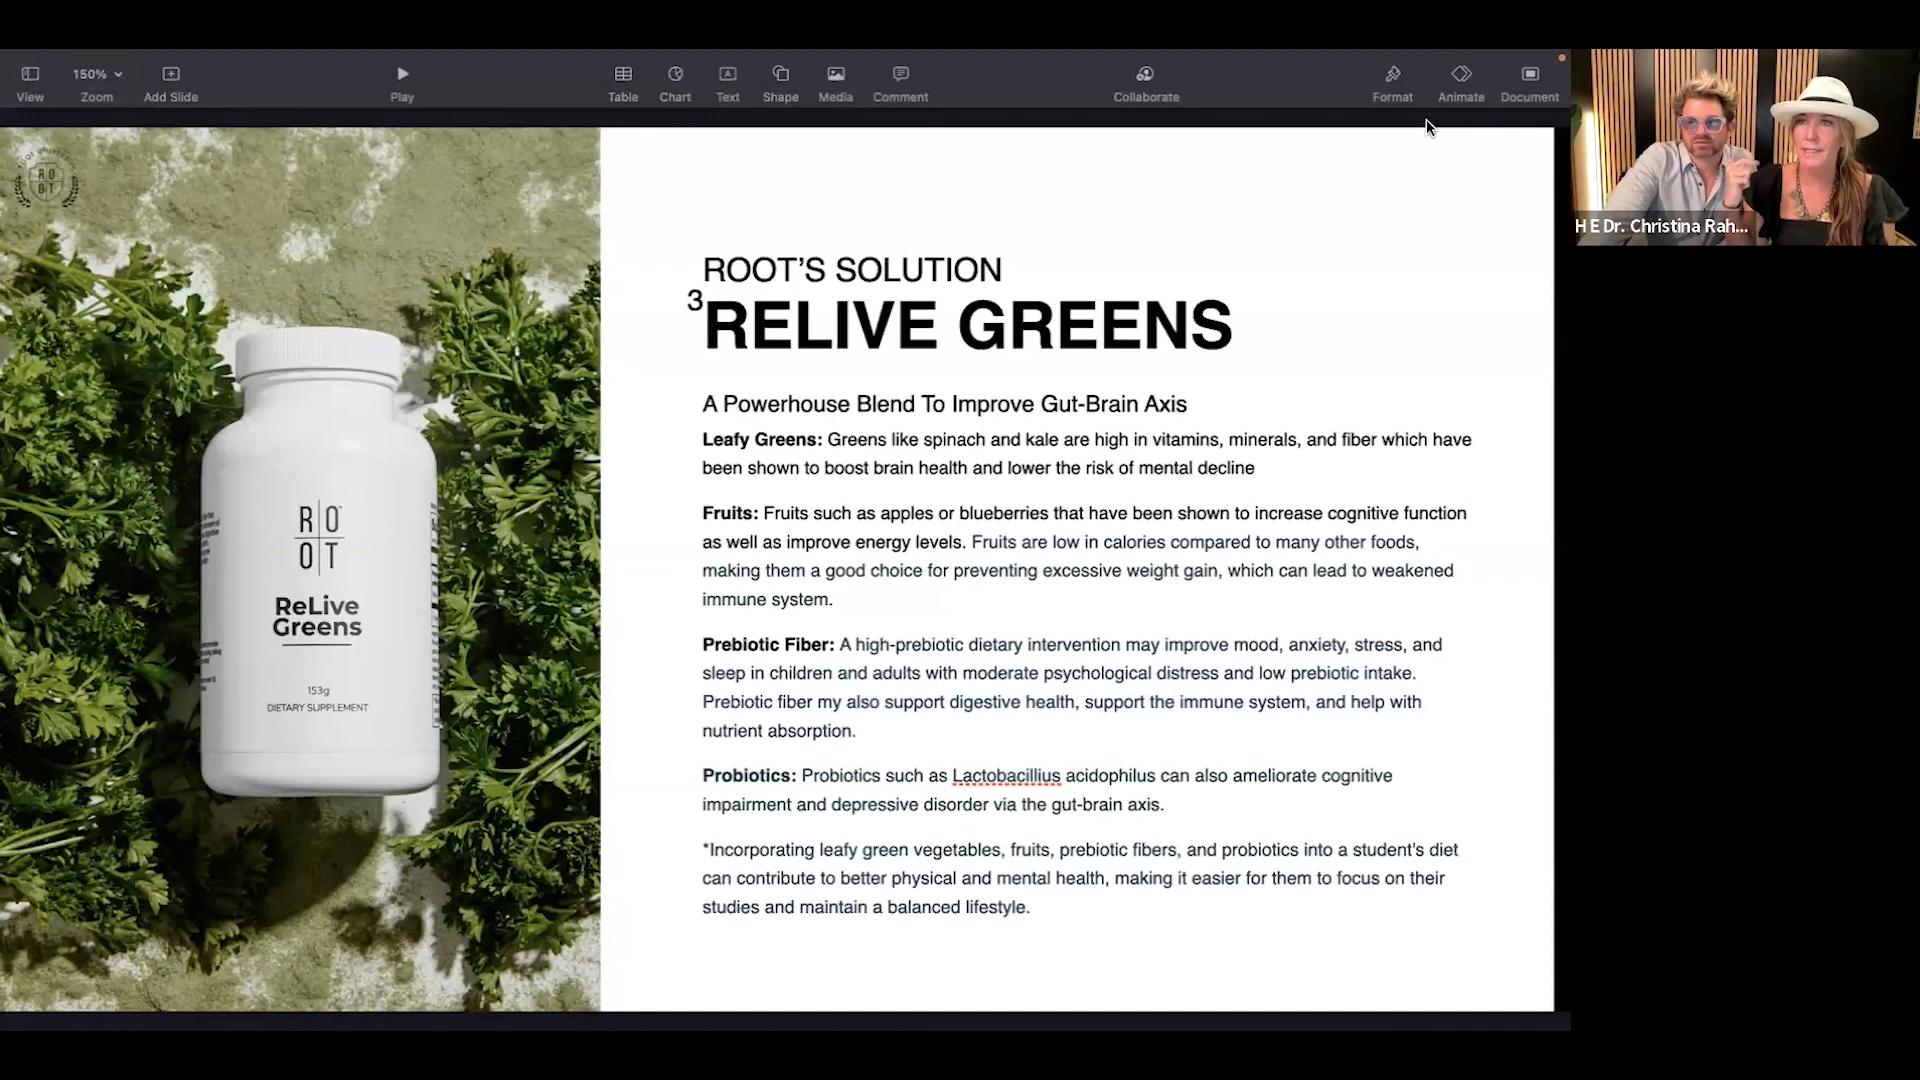 150%
View
Zoom
Add Slide
Play
Table
Chart
Text
Shape
Media
Comment
Collaborate
Format
Animate
Document
H E Dr. Christina Rah...
RO
OT
ROOT’S SOLUTION
3
RELIVE GREENS
A Powerhouse Blend To Improve Gut-Brain Axis
Leafy Greens: Greens like spinach and kale are high in vitamins, minerals, and fiber which have
been shown to boost brain health and lower the risk of mental decline
Fruits: Fruits such as apples or blueberries that have been shown to increase cognitive function
as well as improve energy levels. Fruits are low in calories compared to many other foods,
making them a good choice for preventing excessive weight gain, which can lead to weakened
immune system.
Prebiotic Fiber: A high-prebiotic dietary intervention may improve mood, anxiety, stress, and
sleep in children and adults with moderate psychological distress and low prebiotic intake.
Prebiotic fiber my also support digestive health, support the immune system, and help with
nutrient absorption.
Probiotics: Probiotics such as Lactobacillius acidophilus can also ameliorate cognitive
impairment and depressive disorder via the gut-brain axis.
*Incorporating leafy green vegetables, fruits, prebiotic fibers, and probiotics into a student's diet
can contribute to better physical and mental health, making it easier for them to focus on their
studies and maintain a balanced lifestyle.
RO
OT
ReLive
Greens
153g
DIETARY SUPPLEMENT